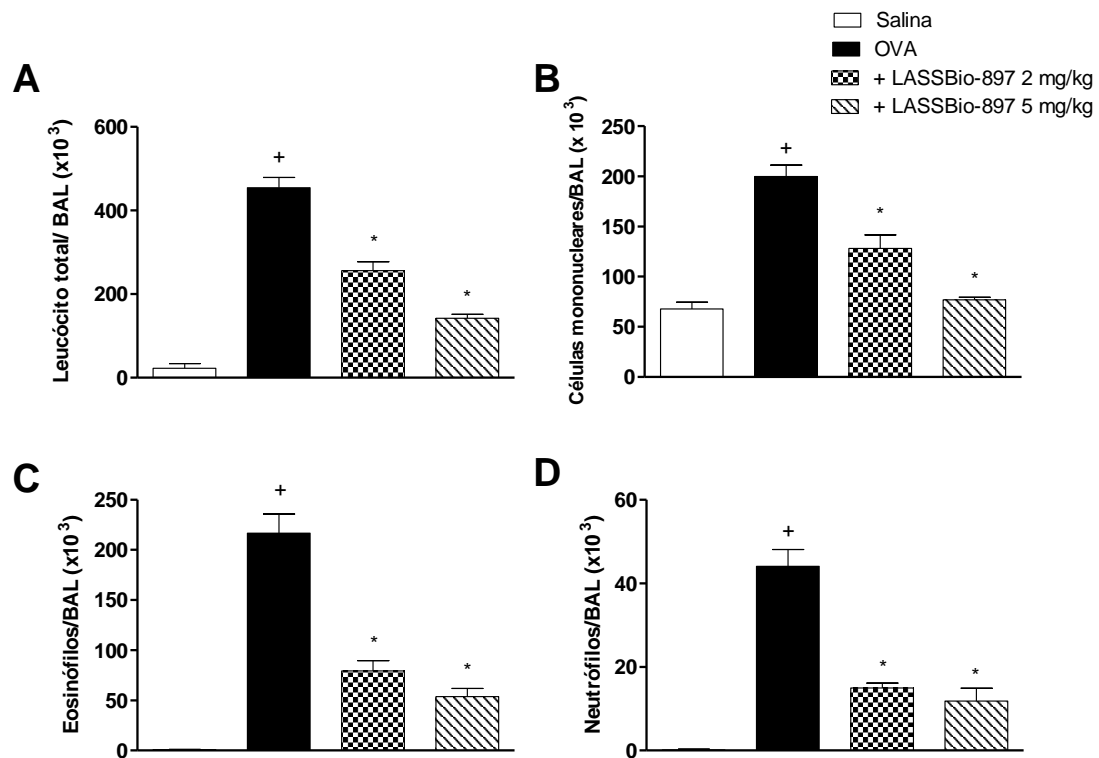 Salina
OVA
+ LASSBio-897 2 mg/kg
+ LASSBio-897 5 mg/kg
A
Leucócito total/ BAL (x10³)
600
400
200
0
+
*
*
B
Células mononucleares/BAL (x 10³)
250
200
150
100
50
0
+
*
*
C
Eosinófilos/BAL (x10³)
250
200
150
100
50
0
+
*
*
D
Neutrófilos/BAL (x10³)
60
40
20
0
+
*
*